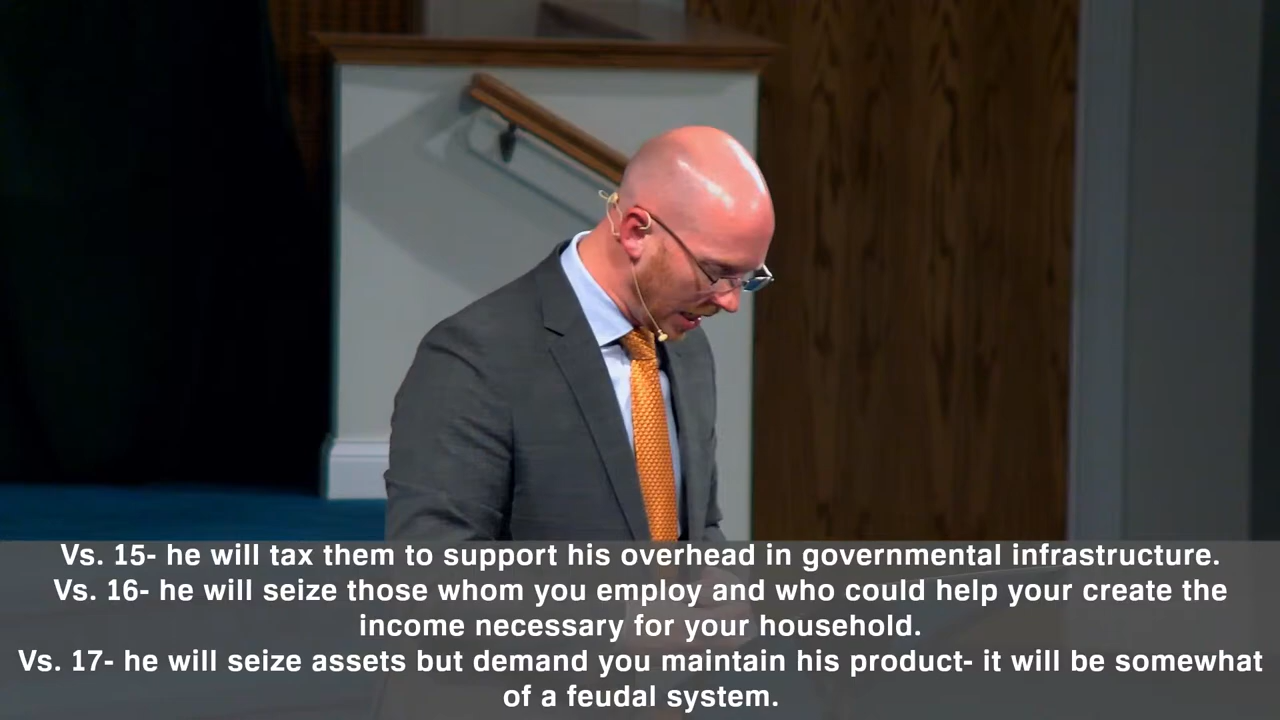 Vs. 15- he will tax them to support his overhead in governmental infrastructure.
Vs. 16- he will seize those whom you employ and who could help your create the
income necessary for your household.
Vs. 17- he will seize assets but demand you maintain his product- it will be somewhat
of a feudal system.